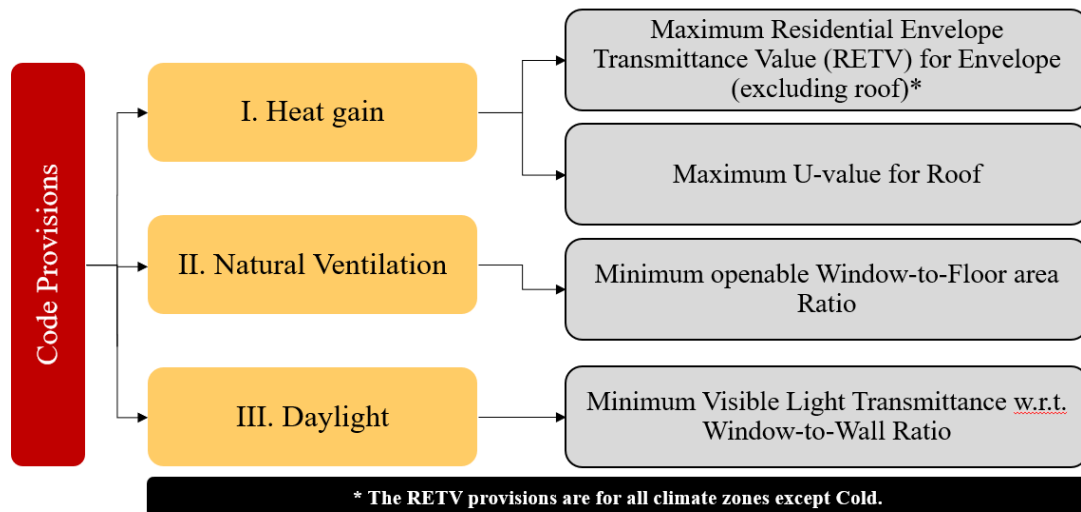 Code Provisions
I. Heat gain
Maximum Residential Envelope
Transmittance Value (RETV) for Envelope
(excluding roof)*
Maximum U-value for Roof
II. Natural Ventilation
Minimum openable Window-to-Floor area
Ratio
III. Daylight
Minimum Visible Light Transmittance w.r.t.
Window-to-Wall Ratio
* The RETV provisions are for all climate zones except Cold.